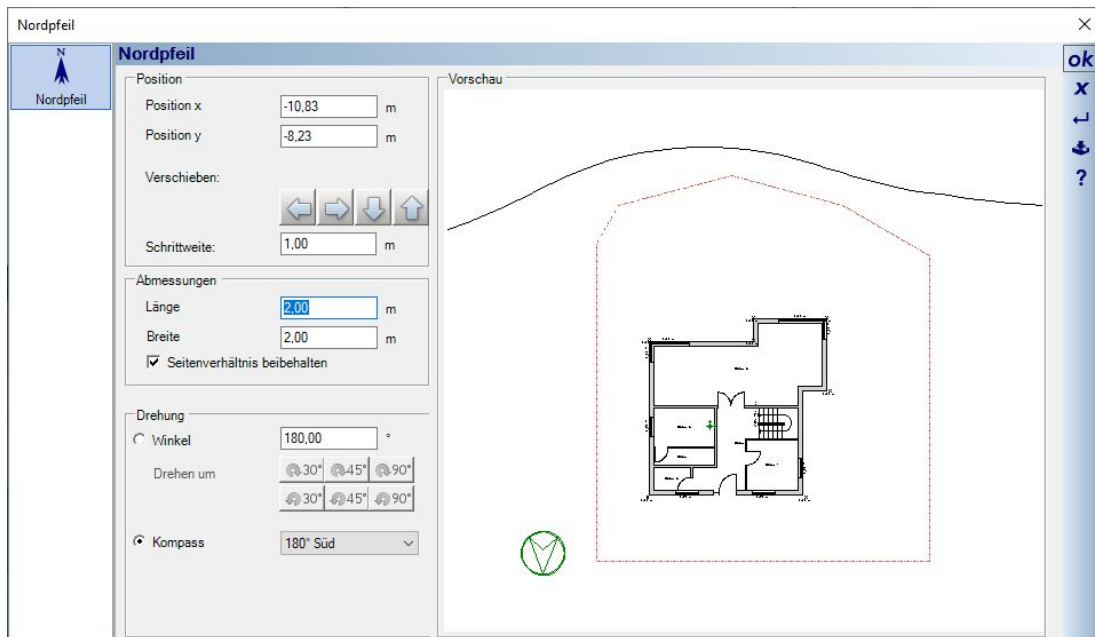 Nordpfeil
N
Nordpfeil
Nordpfeil
Position
Position x -10,83 m
Position y -8,23 m
Verschieben:
Schrittweite: 1,00 m
Abmessungen
Länge 2,00 m
Breite 2,00 m
Seitenverhältnis beibehalten
Drehung
Winkel 180,00 °
Drehen um 30° 45° 90°
30° 45° 90°
Kompass 180° Süd
Vorschau
ok
x
?